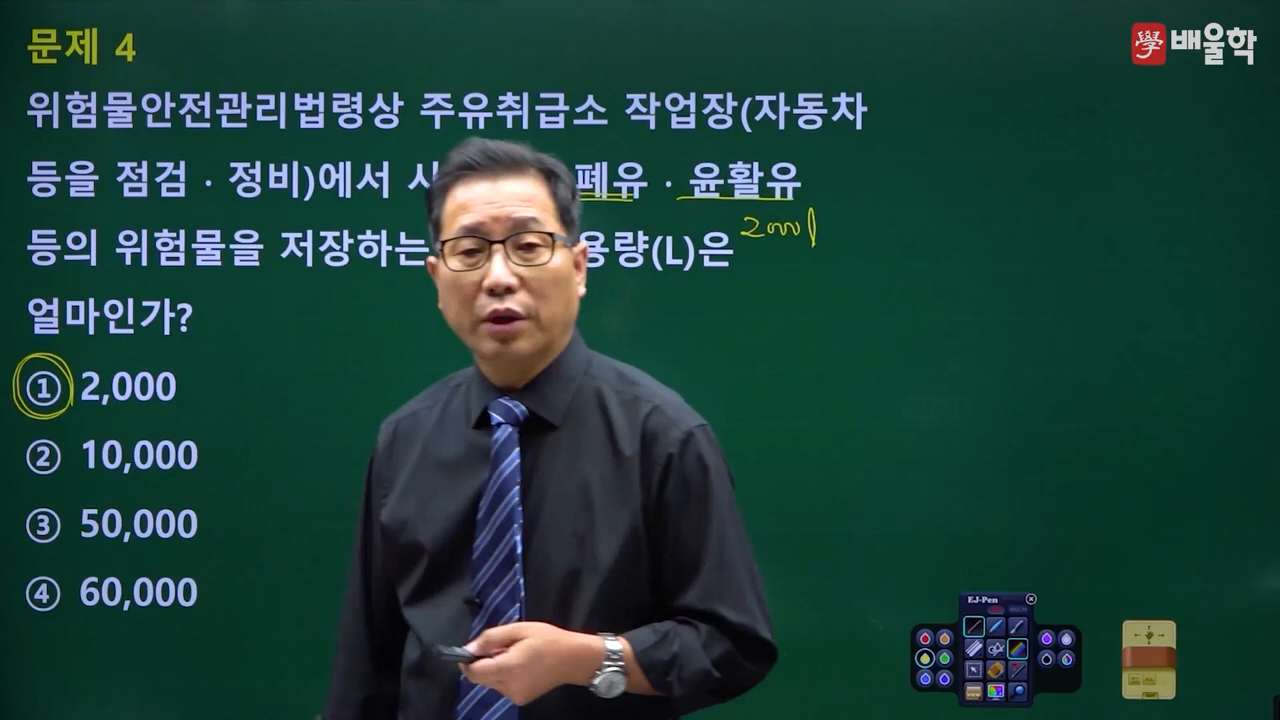 문제 4
學 배울학
위험물안전관리법령상 주유취급소 작업장(자동차
등을 점검 · 정비)에서 폐유 · 윤활유
2000l
등의 위험물을 저장하는 용량(L)은
얼마인가?
① 2,000
② 10,000
③ 50,000
④ 60,000
EJ-Pen